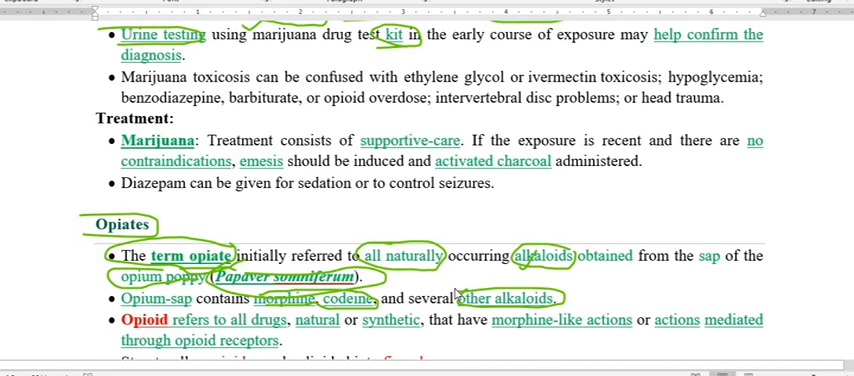 Urine testing using marijuana drug test kit in the early course of exposure may help confirm the
diagnosis.
Marijuana toxicosis can be confused with ethylene glycol or ivermectin toxicosis; hypoglycemia;
benzodiazepine, barbiturate, or opioid overdose; intervertebral disc problems; or head trauma.
Treatment:
Marijuana: Treatment consists of supportive-care. If the exposure is recent and there are no
contraindications, emesis should be induced and activated charcoal administered.
Diazepam can be given for sedation or to control seizures.
Opiates
The term opiate initially referred to all naturally occurring alkaloids obtained from the sap of the
opium poppy (Papaver somniferum).
Opium-sap contains morphine, codeine, and several other alkaloids.
Opioid refers to all drugs, natural or synthetic, that have morphine-like actions or actions mediated
through opioid receptors.